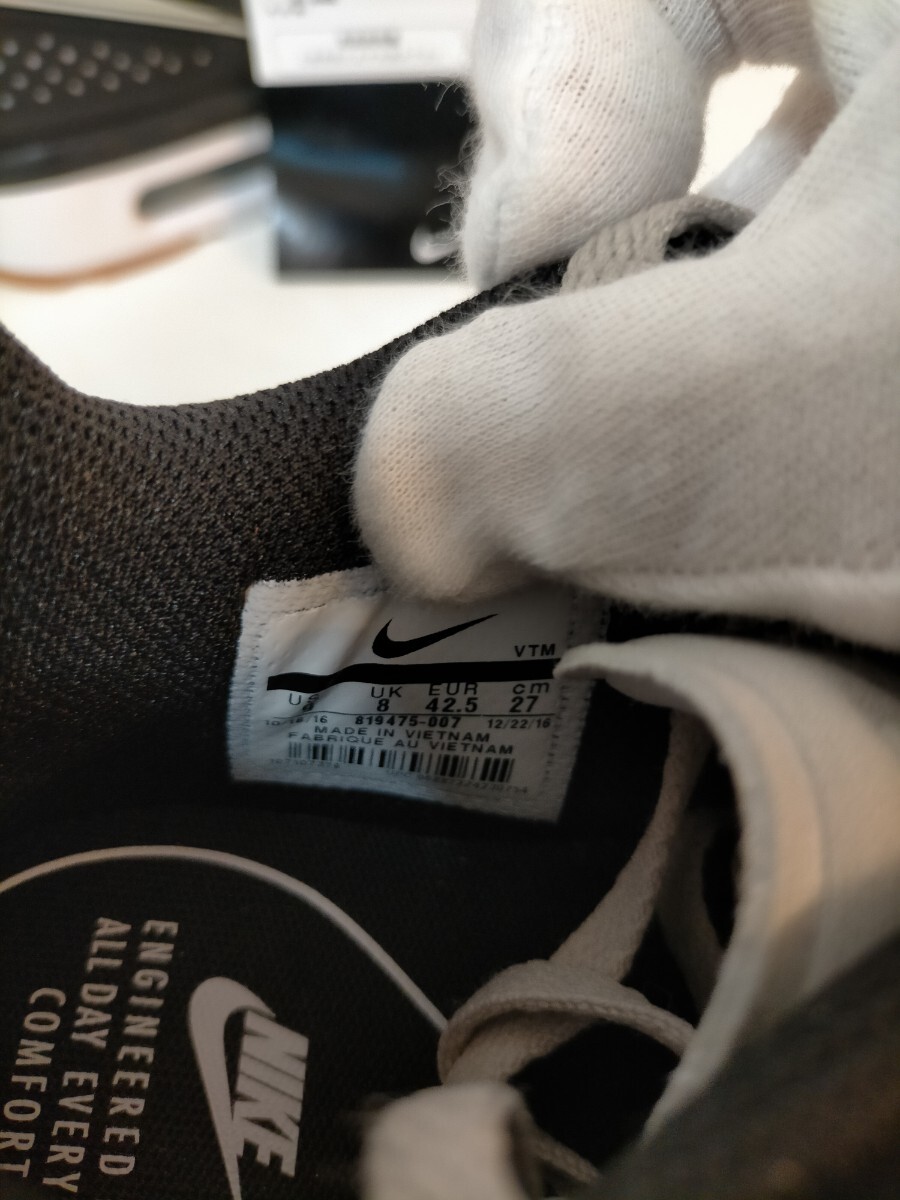 VTM
US UK EUR cm
8 42.5 27
819475-007 12/22/16
MADE IN VIETNAM
FABRIQUE AU VIETNAM
ENGINEERED
ALL DAY EVERY
COMFORT
NIKE